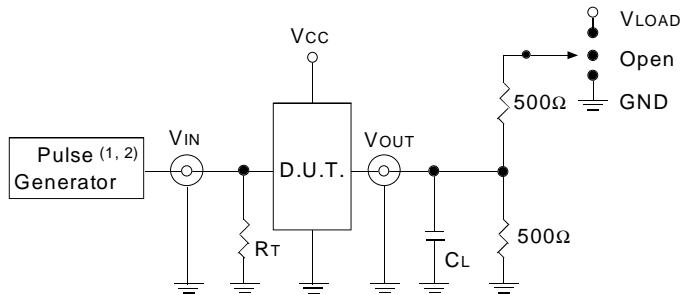 VLOAD
VCC
Open
500Ω
GND
VIN
VOUT
Pulse (1, 2)
Generator
D.U.T.
500Ω
RT
CL